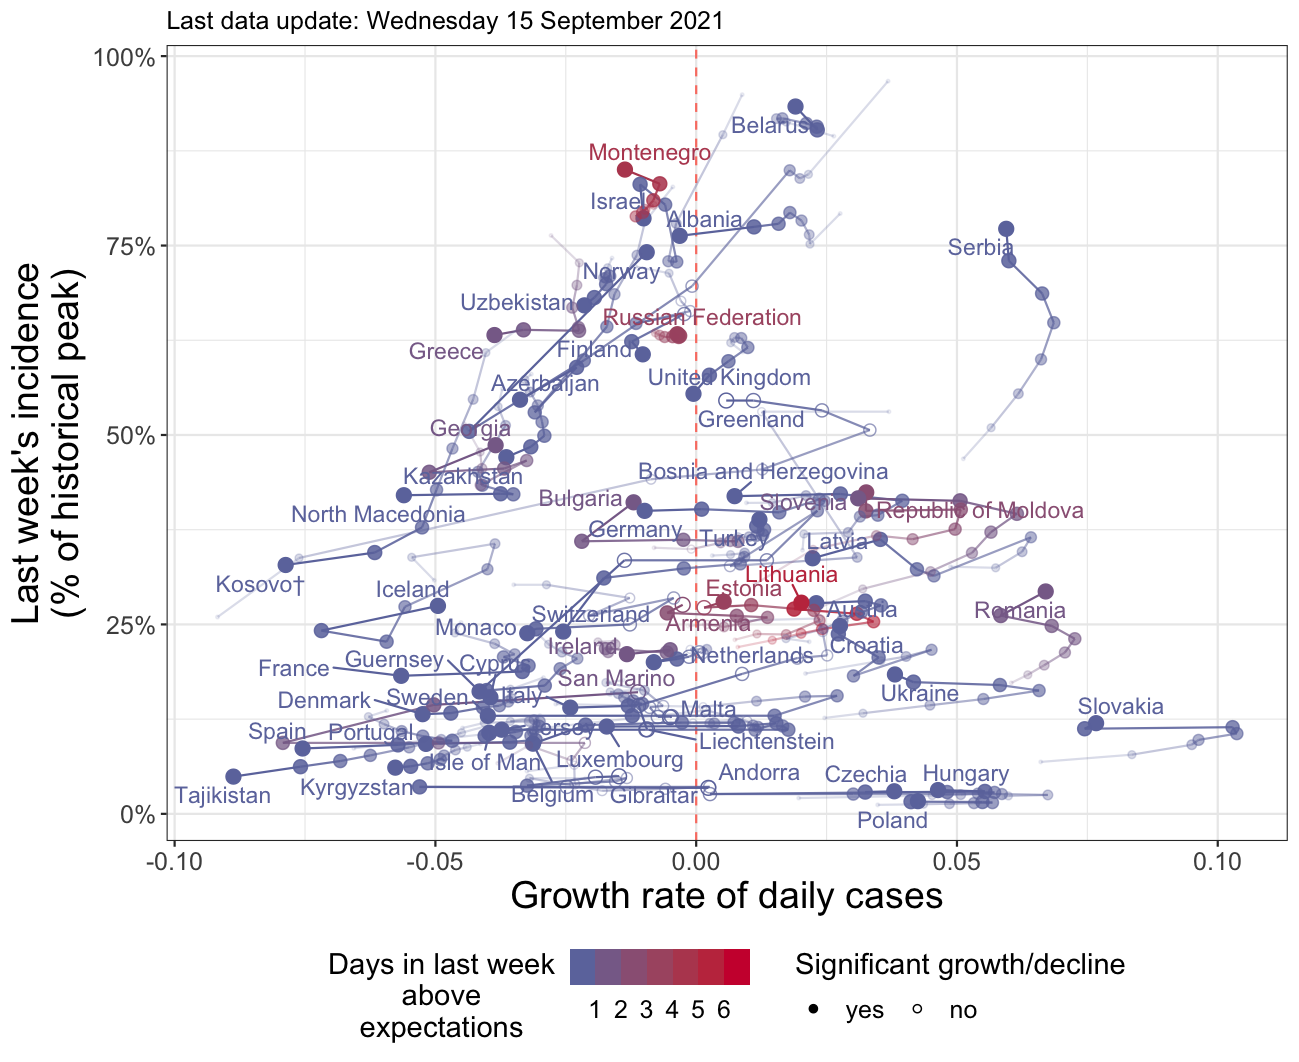 Last data update: Wednesday 15 September 2021
100%
75%
50%
25%
0%
Last week's incidence
(% of historical peak)
Belarus
Montenegro
Israel
Albania
Serbia
Norway
Uzbekistan
Russian Federation
Greece
Finland
United Kingdom
Azerbaijan
Greenland
Georgia
Kazakhstan
Bosnia and Herzegovina
Bulgaria
Slovenia
Republic of Moldova
North Macedonia
Germany
Turkey
Latvia
Kosovo†
Lithuania
Iceland
Estonia
Switzerland
Austria
Romania
Monaco
Armenia
Ireland
Croatia
France
Guernsey
Cyprus
Netherlands
San Marino
Denmark
Sweden
Italy
Ukraine
Malta
Slovakia
Spain
Portugal
Jersey
Liechtenstein
Isle of Man
Luxembourg
Andorra
Czechia
Hungary
Tajikistan
Kyrgyzstan
Belgium
Gibraltar
Poland
-0.10
-0.05
0.00
0.05
0.10
Growth rate of daily cases
Days in last week
above
expectations
1 2 3 4 5 6
Significant growth/decline
yes
no